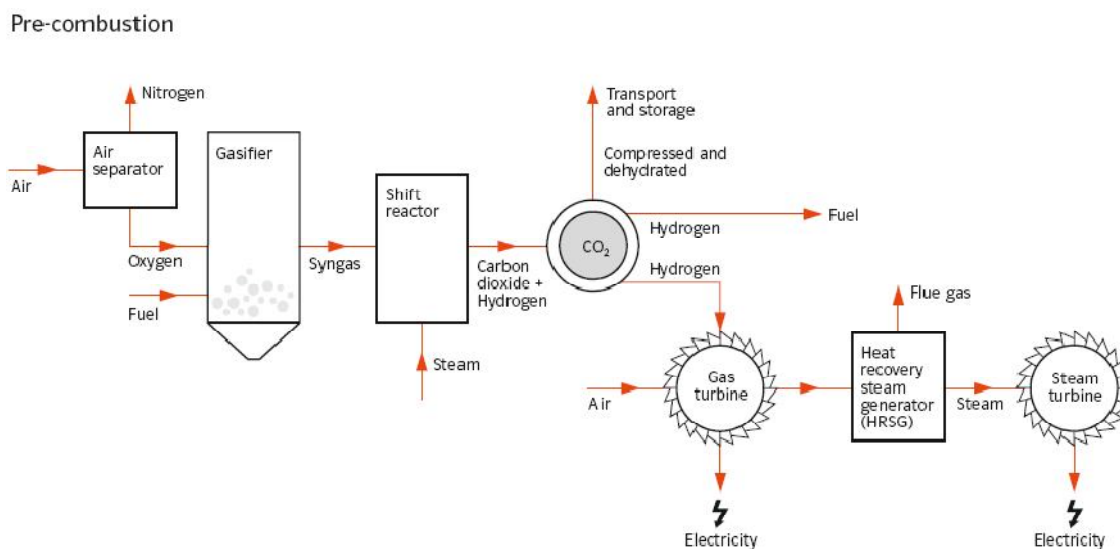 Pre-combustion
Nitrogen
Air
separator
Air
Oxygen
Fuel
Gasifier
Syngas
Shift
reactor
Steam
Carbon
dioxide +
Hydrogen
Transport
and storage
Compressed and
dehydrated
CO₂
Hydrogen
Fuel
Hydrogen
Air
Gas
turbine
Electricity
Flue gas
Heat
recovery
steam
generator
(HRSG)
Steam
Steam
turbine
Electricity